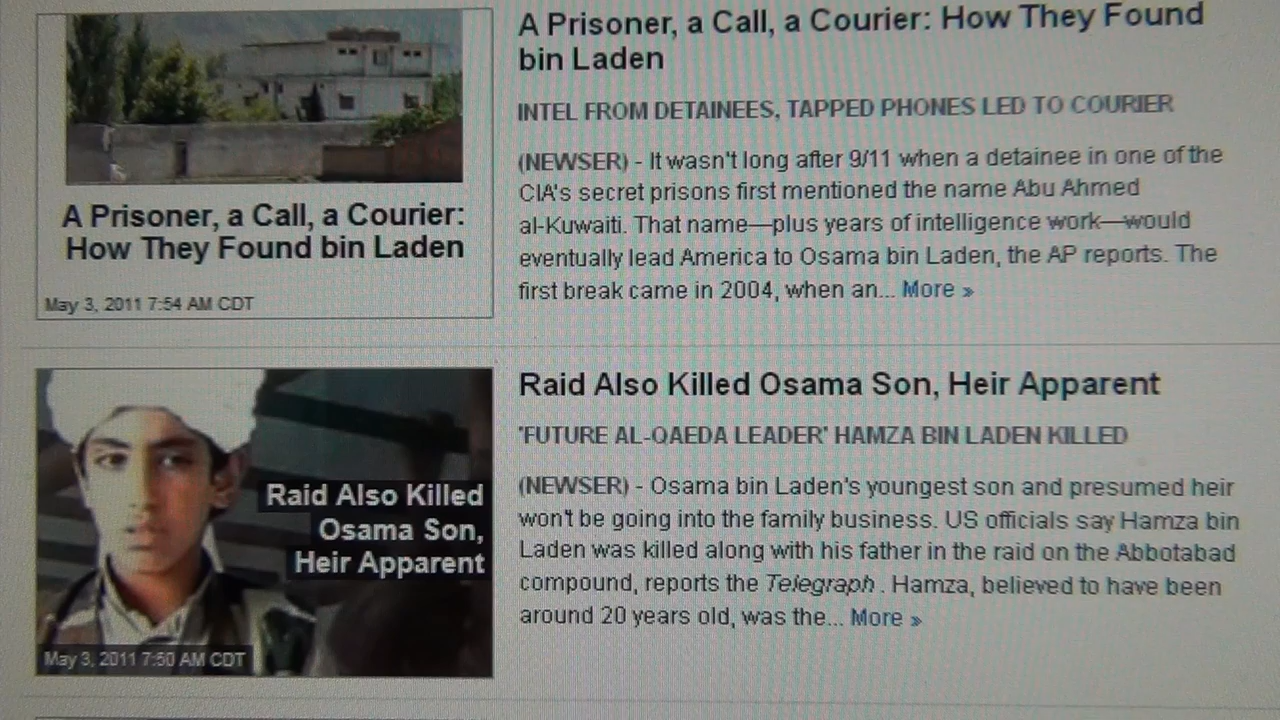 A Prisoner, a Call, a Courier:
How They Found bin Laden
May 3, 2011 7:54 AM CDT
A Prisoner, a Call, a Courier: How They Found
bin Laden
INTEL FROM DETAINEES, TAPPED PHONES LED TO COURIER
(NEWSER) - It wasn't long after 9/11 when a detainee in one of the
CIA's secret prisons first mentioned the name Abu Ahmed
al-Kuwaiti. That name—plus years of intelligence work—would
eventually lead America to Osama bin Laden, the AP reports. The
first break came in 2004, when an... More »
Raid Also Killed
Osama Son,
Heir Apparent
May 3, 2011 7:50 AM CDT
Raid Also Killed Osama Son, Heir Apparent
'FUTURE AL-QAEDA LEADER' HAMZA BIN LADEN KILLED
(NEWSER) - Osama bin Laden's youngest son and presumed heir
won't be going into the family business. US officials say Hamza bin
Laden was killed along with his father in the raid on the Abbotabad
compound, reports the Telegraph . Hamza, believed to have been
around 20 years old, was the... More »